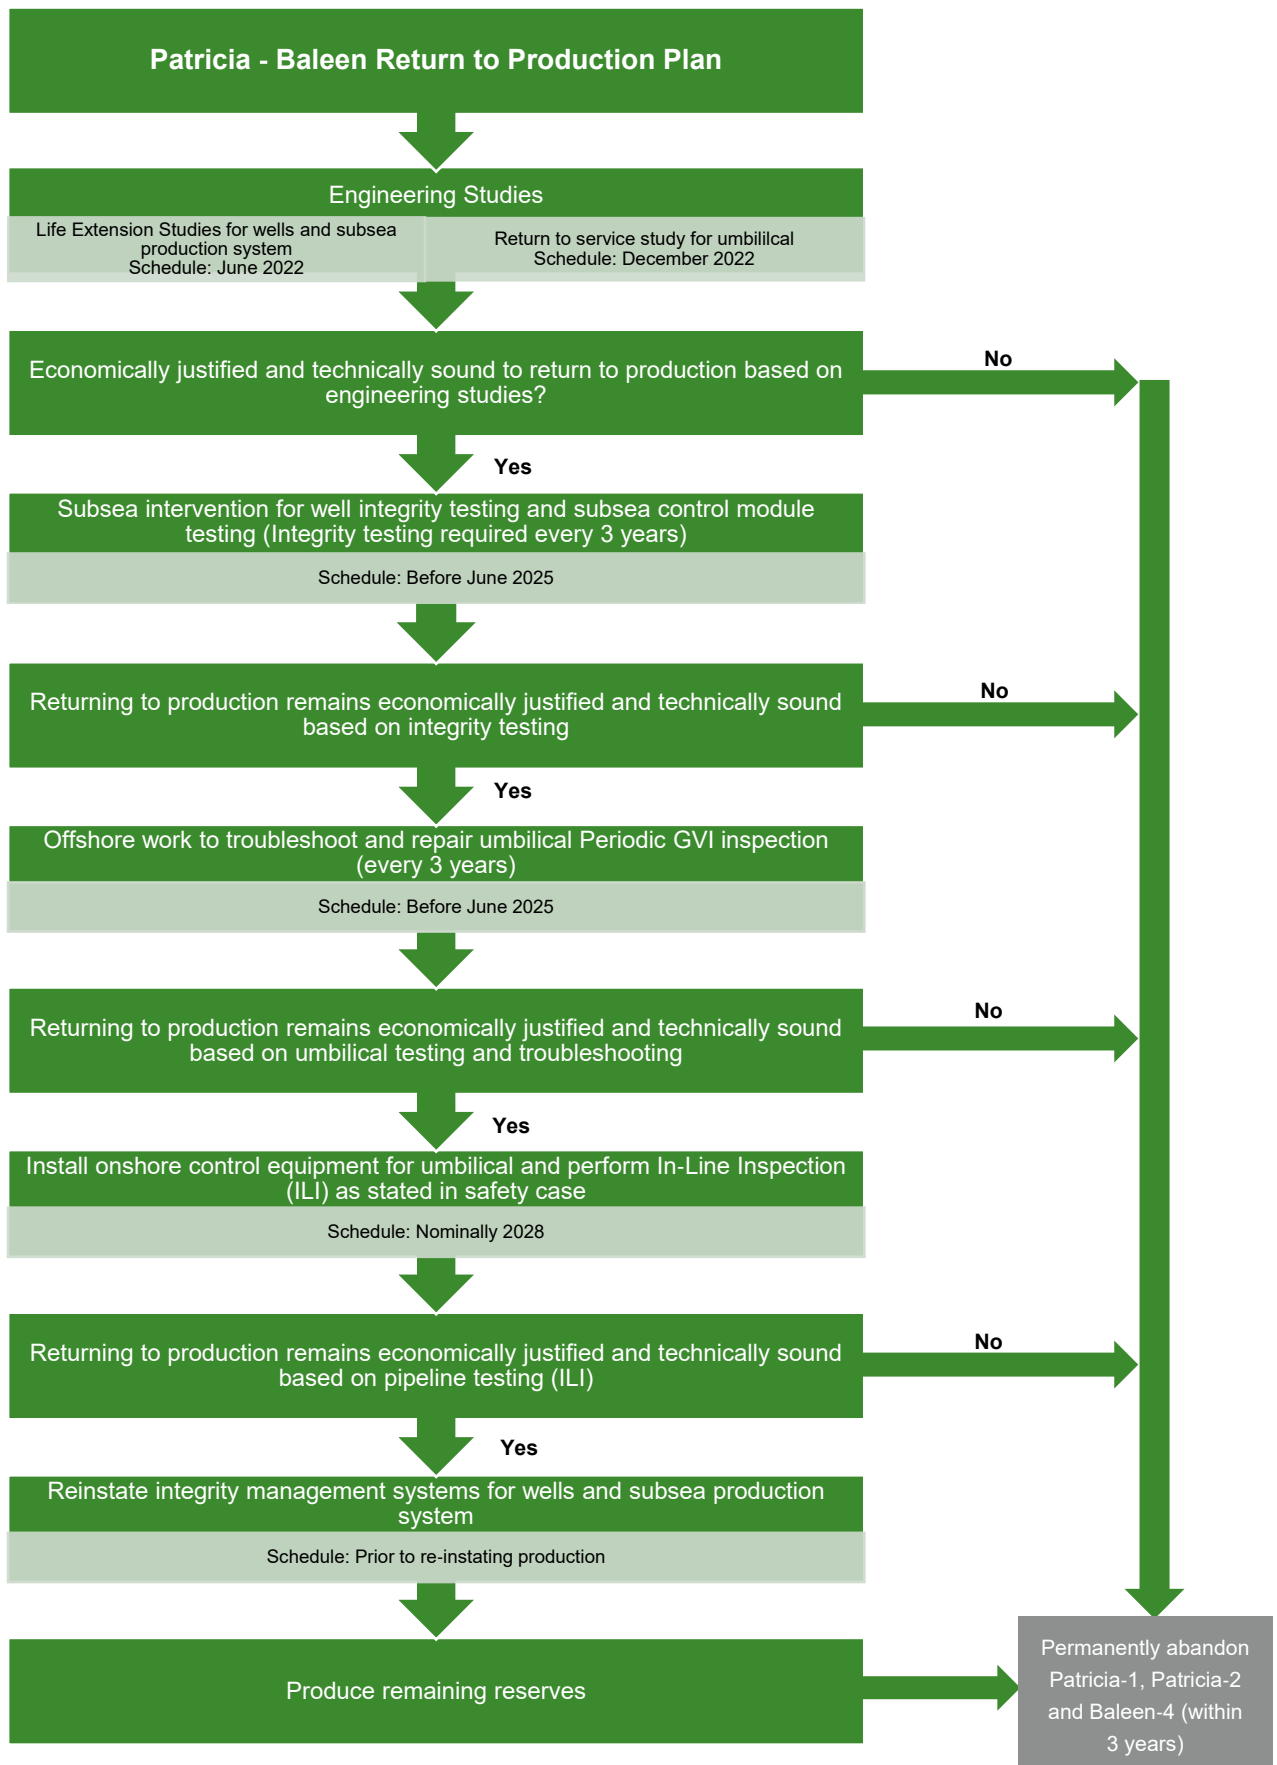 Patricia - Baleen Return to Production Plan
Engineering Studies
Life Extension Studies for wells and subsea
production system
Schedule: June 2022
Return to service study for umbililcal
Schedule: December 2022
Economically justified and technically sound to return to production based on
engineering studies?
No
Yes
Subsea intervention for well integrity testing and subsea control module
testing (Integrity testing required every 3 years)
Schedule: Before June 2025
Returning to production remains economically justified and technically sound
based on integrity testing
No
Yes
Offshore work to troubleshoot and repair umbilical Periodic GVI inspection
(every 3 years)
Schedule: Before June 2025
Returning to production remains economically justified and technically sound
based on umbilical testing and troubleshooting
No
Yes
Install onshore control equipment for umbilical and perform In-Line Inspection
(ILI) as stated in safety case
Schedule: Nominally 2028
Returning to production remains economically justified and technically sound
based on pipeline testing (ILI)
No
Yes
Reinstate integrity management systems for wells and subsea production
system
Schedule: Prior to re-instating production
Produce remaining reserves
Permanently abandon
Patricia-1, Patricia-2
and Baleen-4 (within
3 years)